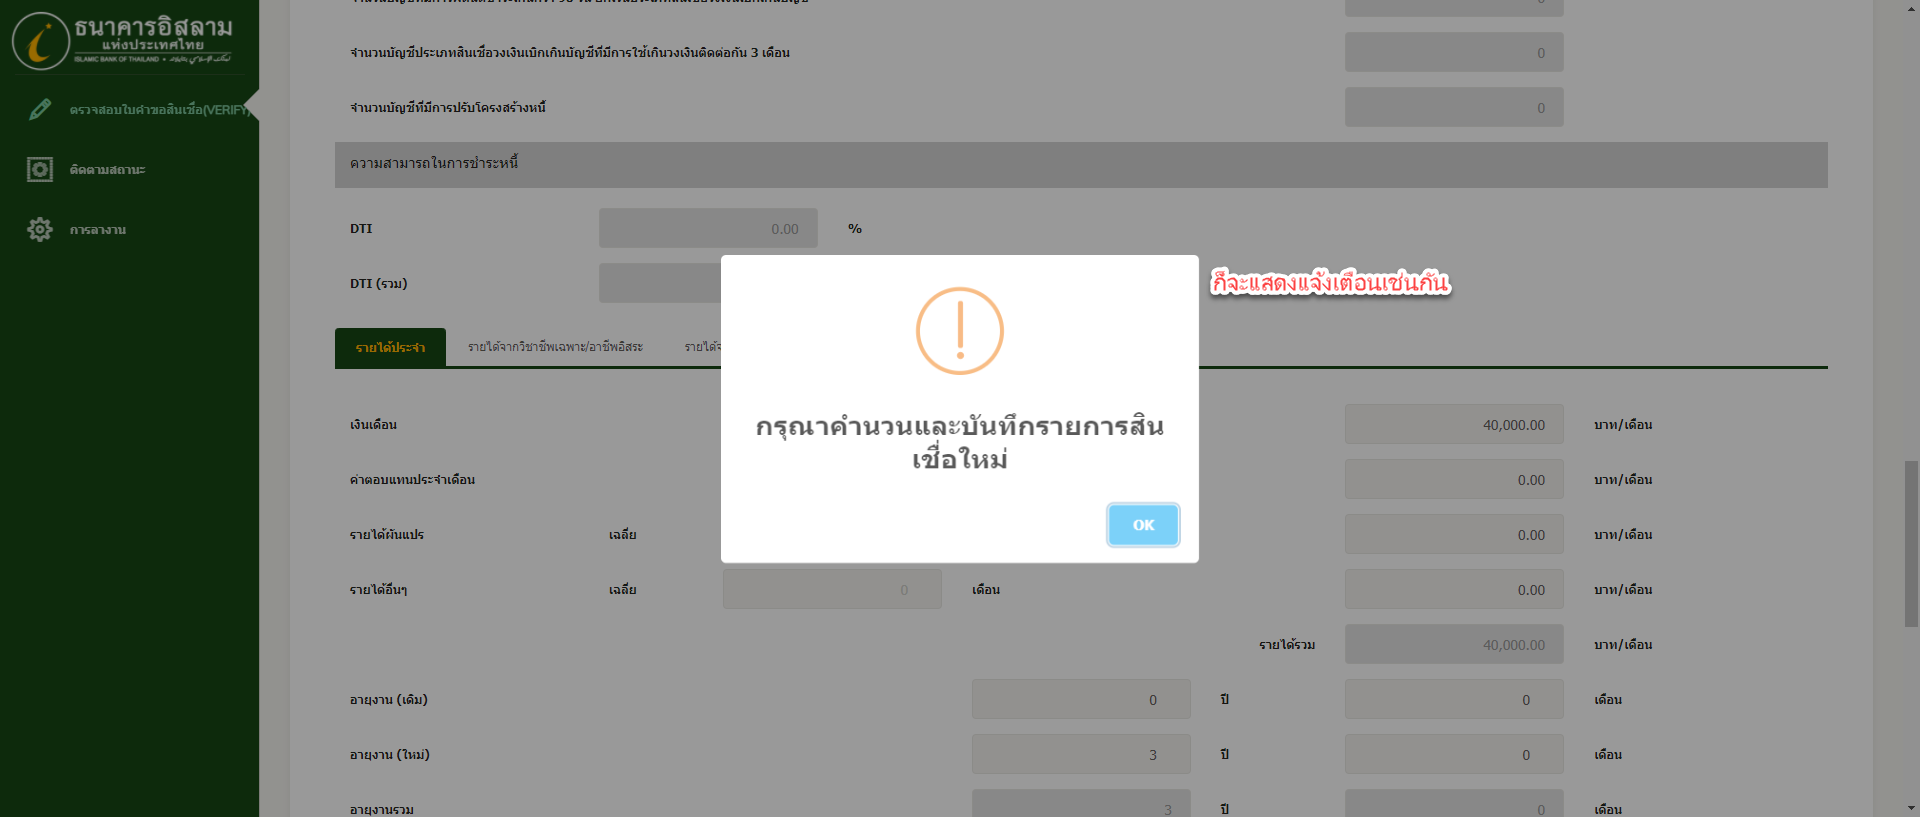 ธนาคารอิสลาม
แห่งประเทศไทย
ISLAMIC BANK OF THAILAND
ตรวจสอบใบคำขอสินเชื่อ(VERIFY)
ติดตามสถานะ
การลางาน
0
จำนวนบัญชีประเภทสินเชื่อวงเงินเบิกเกินบัญชีที่มีการใช้เกินวงเงินติดต่อกัน 3 เดือน 0
จำนวนบัญชีที่มีการปรับโครงสร้างหนี้ 0
ความสามารถในการชำระหนี้
DTI 0.00 %
DTI (รวม)
ก็จะแสดงแจ้งเตือนเช่นกัน
รายได้ประจำ รายได้จากวิชาชีพเฉพาะ/อาชีพอิสระ รายได้จ
กรุณาคำนวนและบันทึกรายการสิน
เชื่อใหม่
OK
เงินเดือน 40,000.00 บาท/เดือน
ค่าตอบแทนประจำเดือน 0.00 บาท/เดือน
รายได้ผันแปร เฉลี่ย 0.00 บาท/เดือน
รายได้อื่นๆ เฉลี่ย 0 เดือน 0.00 บาท/เดือน
รายได้รวม 40,000.00 บาท/เดือน
อายุงาน (เดิม) 0 ปี 0 เดือน
อายุงาน (ใหม่) 3 ปี 0 เดือน
อายุงานรวม 3 ปี 0 เดือน